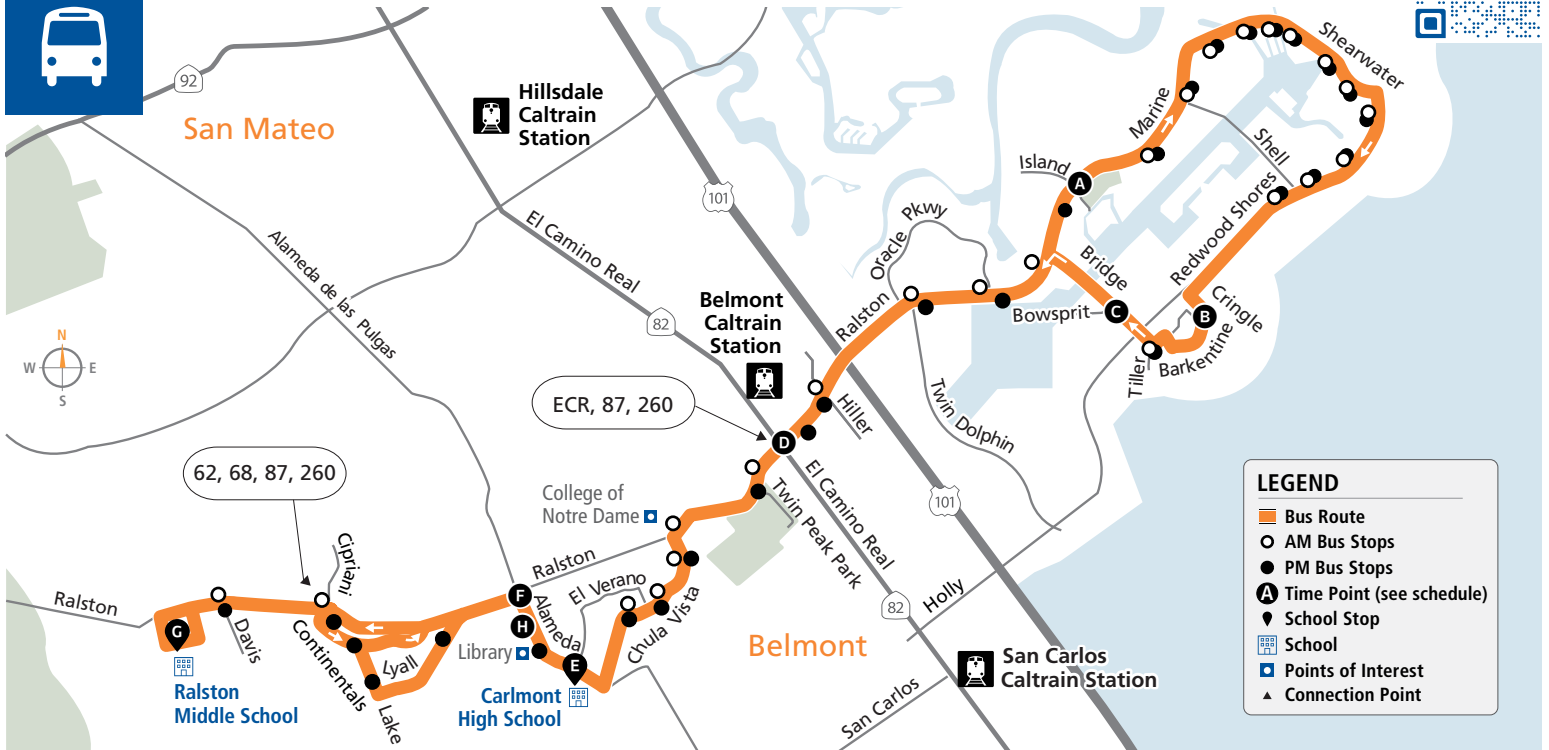 92
San Mateo
Hillsdale
Caltrain
Station
101
Shearwater
Marine
Shell
Island
A
Redwood Shores
Oracle Pkwy
Alameda de las Pulgas
El Camino Real
82
Belmont
Caltrain
Station
Ralston
Bridge
Bowsprit
C
Cringle
B
Barkentine
Tiller
N
W
E
S
ECR, 87, 260
Hiller
Twin Dolphin
D
62, 68, 87, 260
College of
Notre Dame
El Camino Real
Twin Peak Park
101
Cipriani
Ralston
Ralston
El Verano
F
Alameda
H
Library
E
Chula Vista
82
Holly
G
Davis
Continentals
Lyall
Lake
Ralston
Middle School
Carlmont
High School
Belmont
San Carlos
San Carlos
Caltrain Station
LEGEND
Bus Route
AM Bus Stops
PM Bus Stops
A Time Point (see schedule)
School Stop
School
Points of Interest
Connection Point